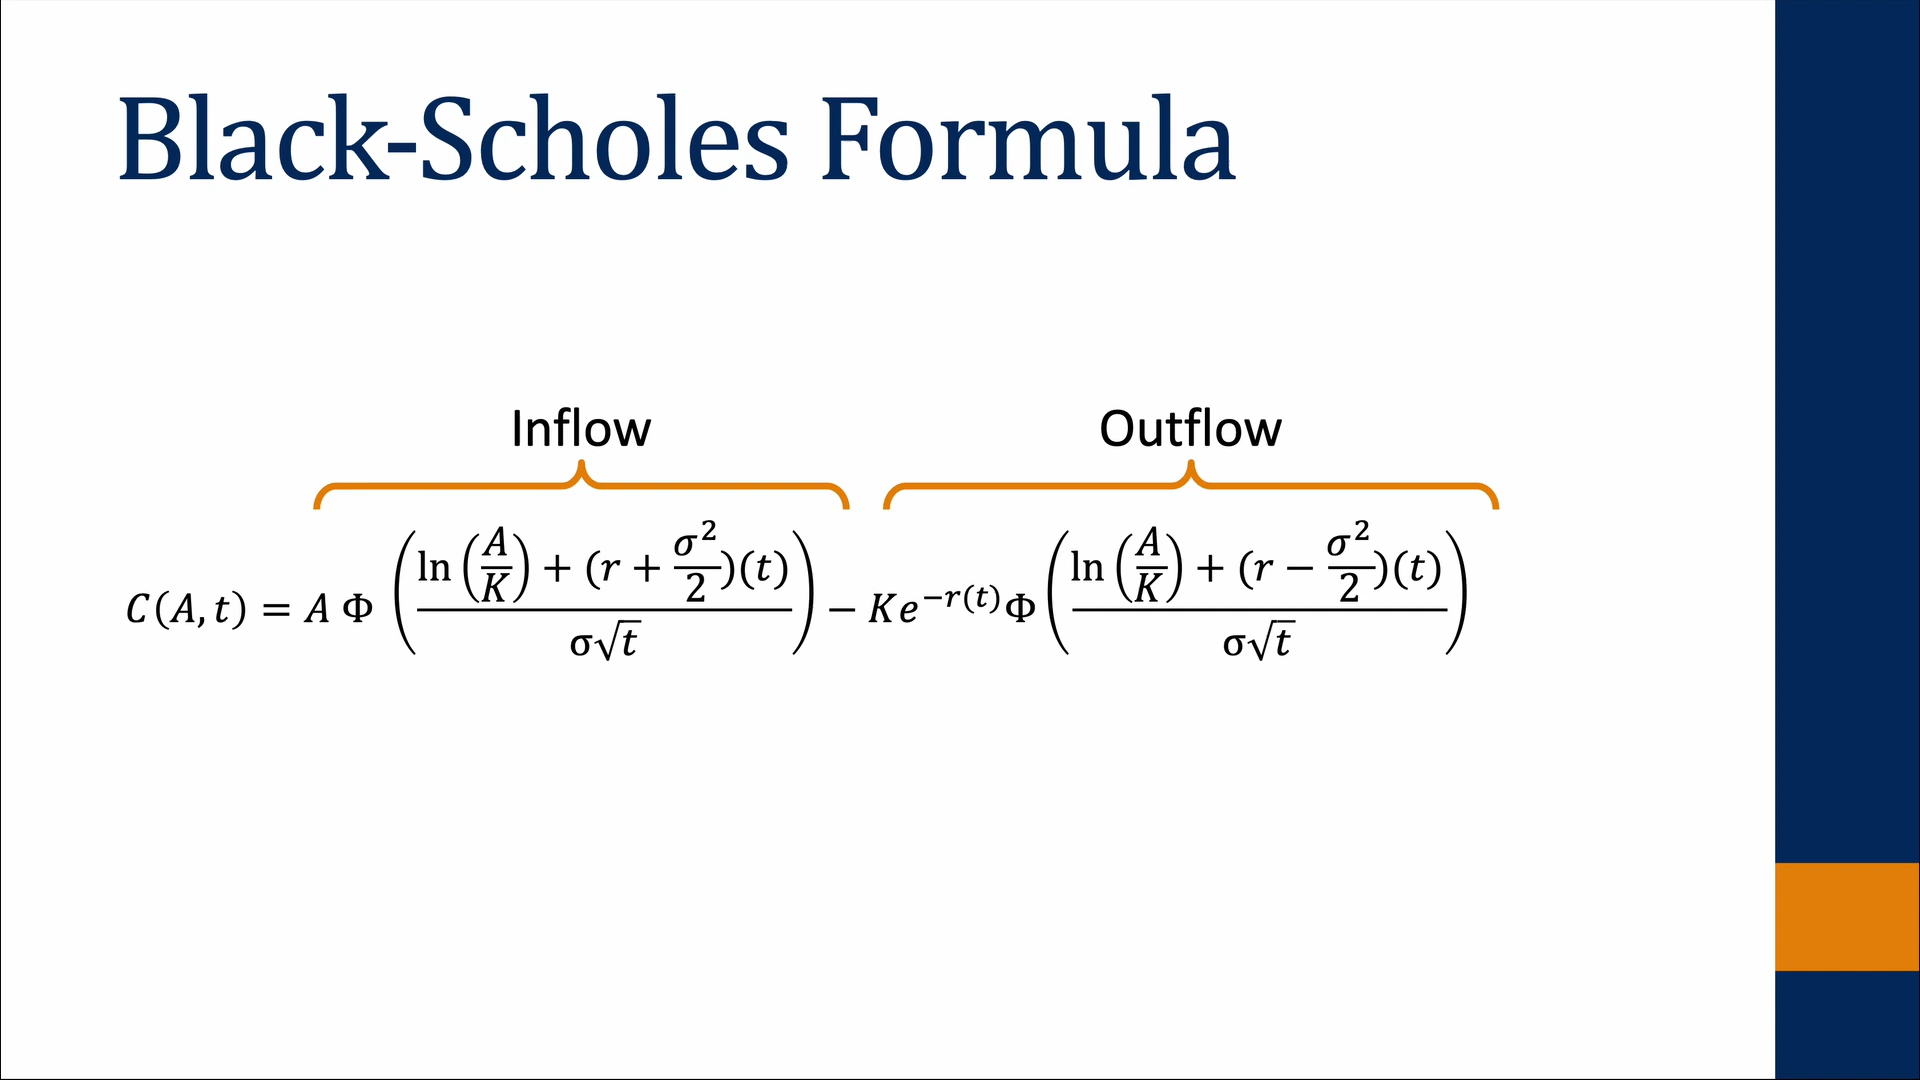 Black-Scholes Formula
Inflow
Outflow
C(A, t) = A Φ ( (ln(A/K) + (r + σ²/2)(t)) / (σ√t) ) − Ke^(−r(t)) Φ ( (ln(A/K) + (r − σ²/2)(t)) / (σ√t) )